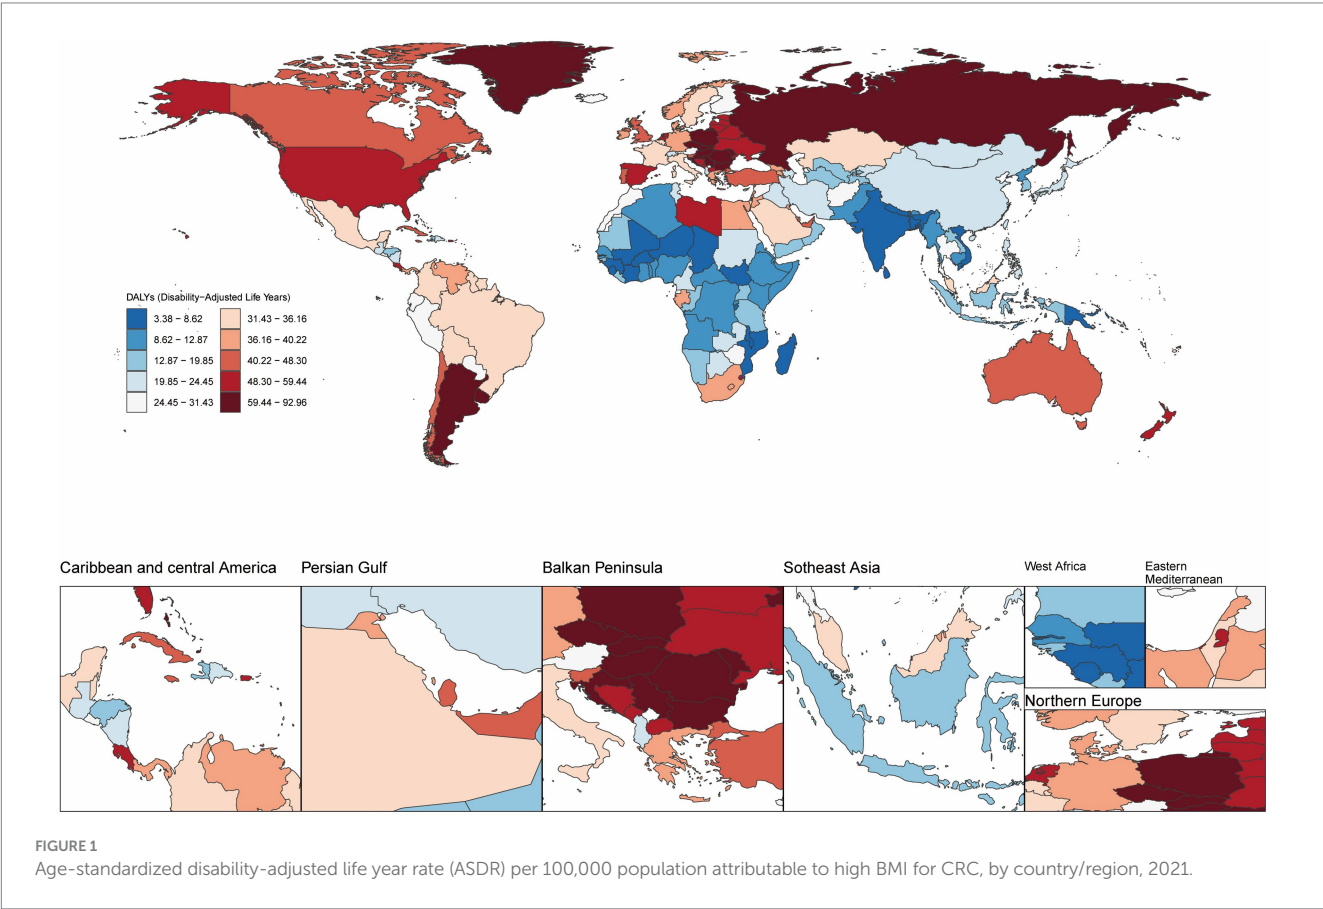 DALYs (Disability−Adjusted Life Years)
3.38 − 8.62
8.62 − 12.87
12.87 − 19.85
19.85 − 24.45
24.45 − 31.43
31.43 − 36.16
36.16 − 40.22
40.22 − 48.30
48.30 − 59.44
59.44 − 92.96
Caribbean and central America
Persian Gulf
Balkan Peninsula
Sotheast Asia
West Africa
Eastern
Mediterranean
Northern Europe
FIGURE 1
Age-standardized disability-adjusted life year rate (ASDR) per 100,000 population attributable to high BMI for CRC, by country/region, 2021.